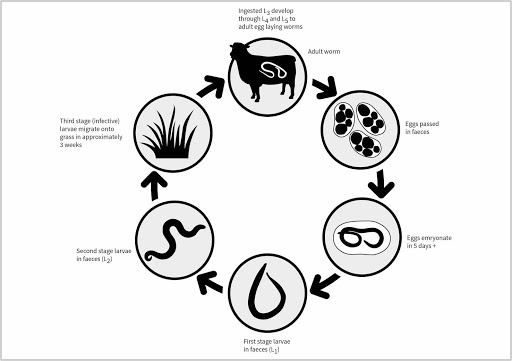 Ingested L3 develop
through L4 and L5 to
adult egg laying worms
Adult worm
Eggs passed
in faeces
Eggs emryonate
in 5 days +
First stage larvae
in faeces (L1)
Second stage larvae
in faeces (L2)
Third stage (infective)
larvae migrate onto
grass in approximately
3 weeks